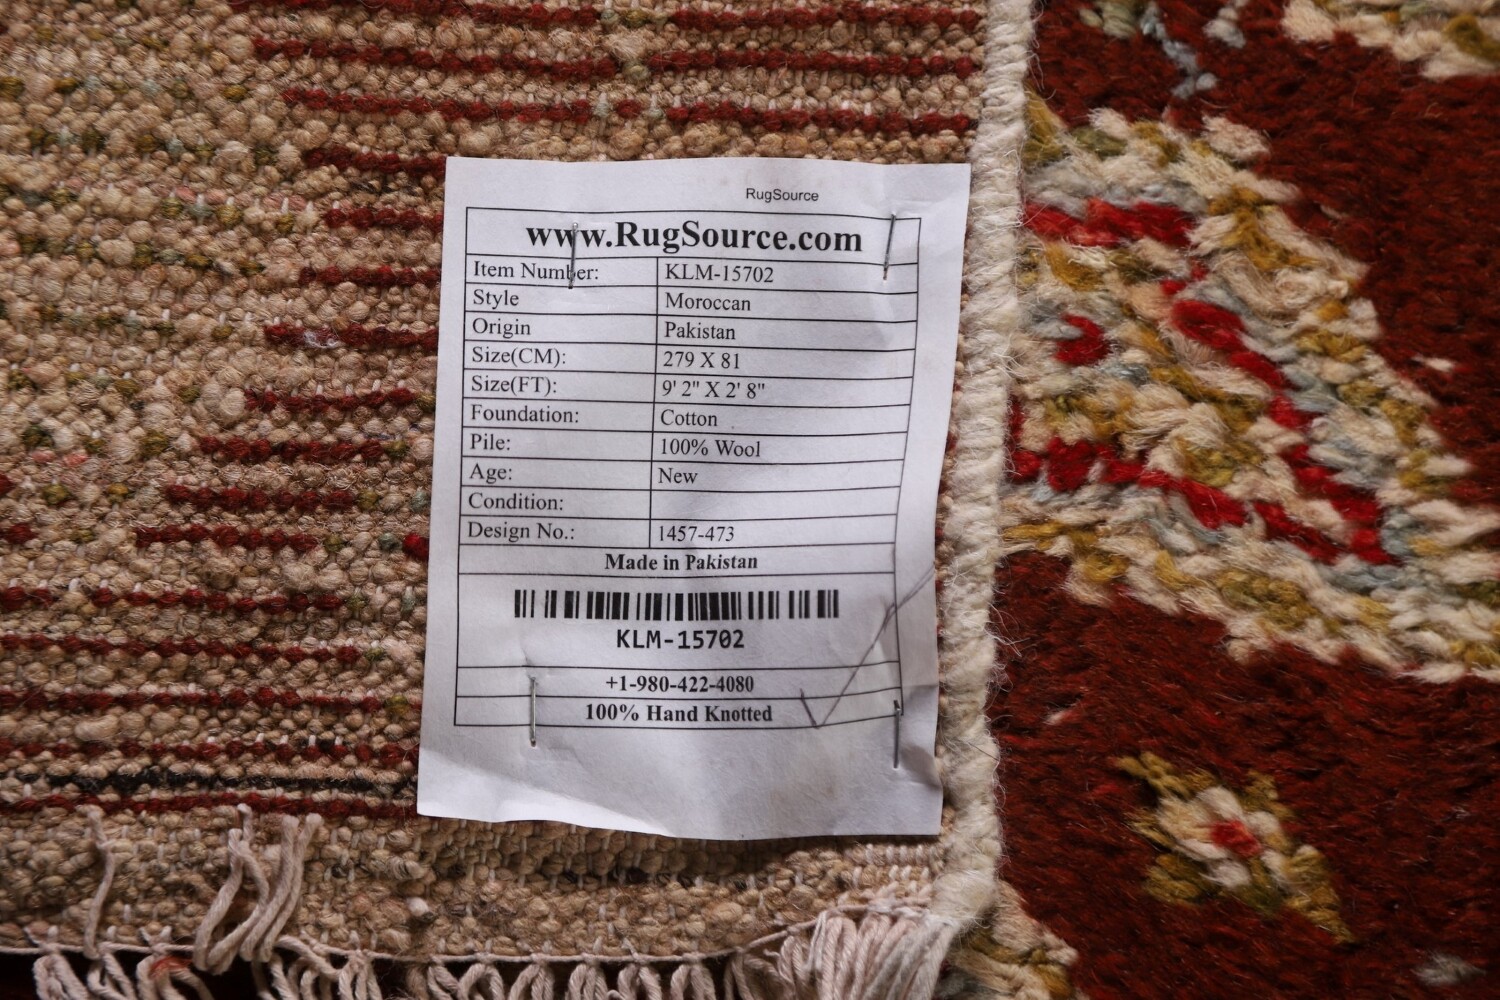 RugSource
www.RugSource.com
Item Number: KLM-15702
Style Moroccan
Origin Pakistan
Size(CM): 279 X 81
Size(FT): 9' 2" X 2' 8"
Foundation: Cotton
Pile: 100% Wool
Age: New
Condition:
Design No.: 1457-473
Made in Pakistan
KLM-15702
+1-980-422-4080
100% Hand Knotted